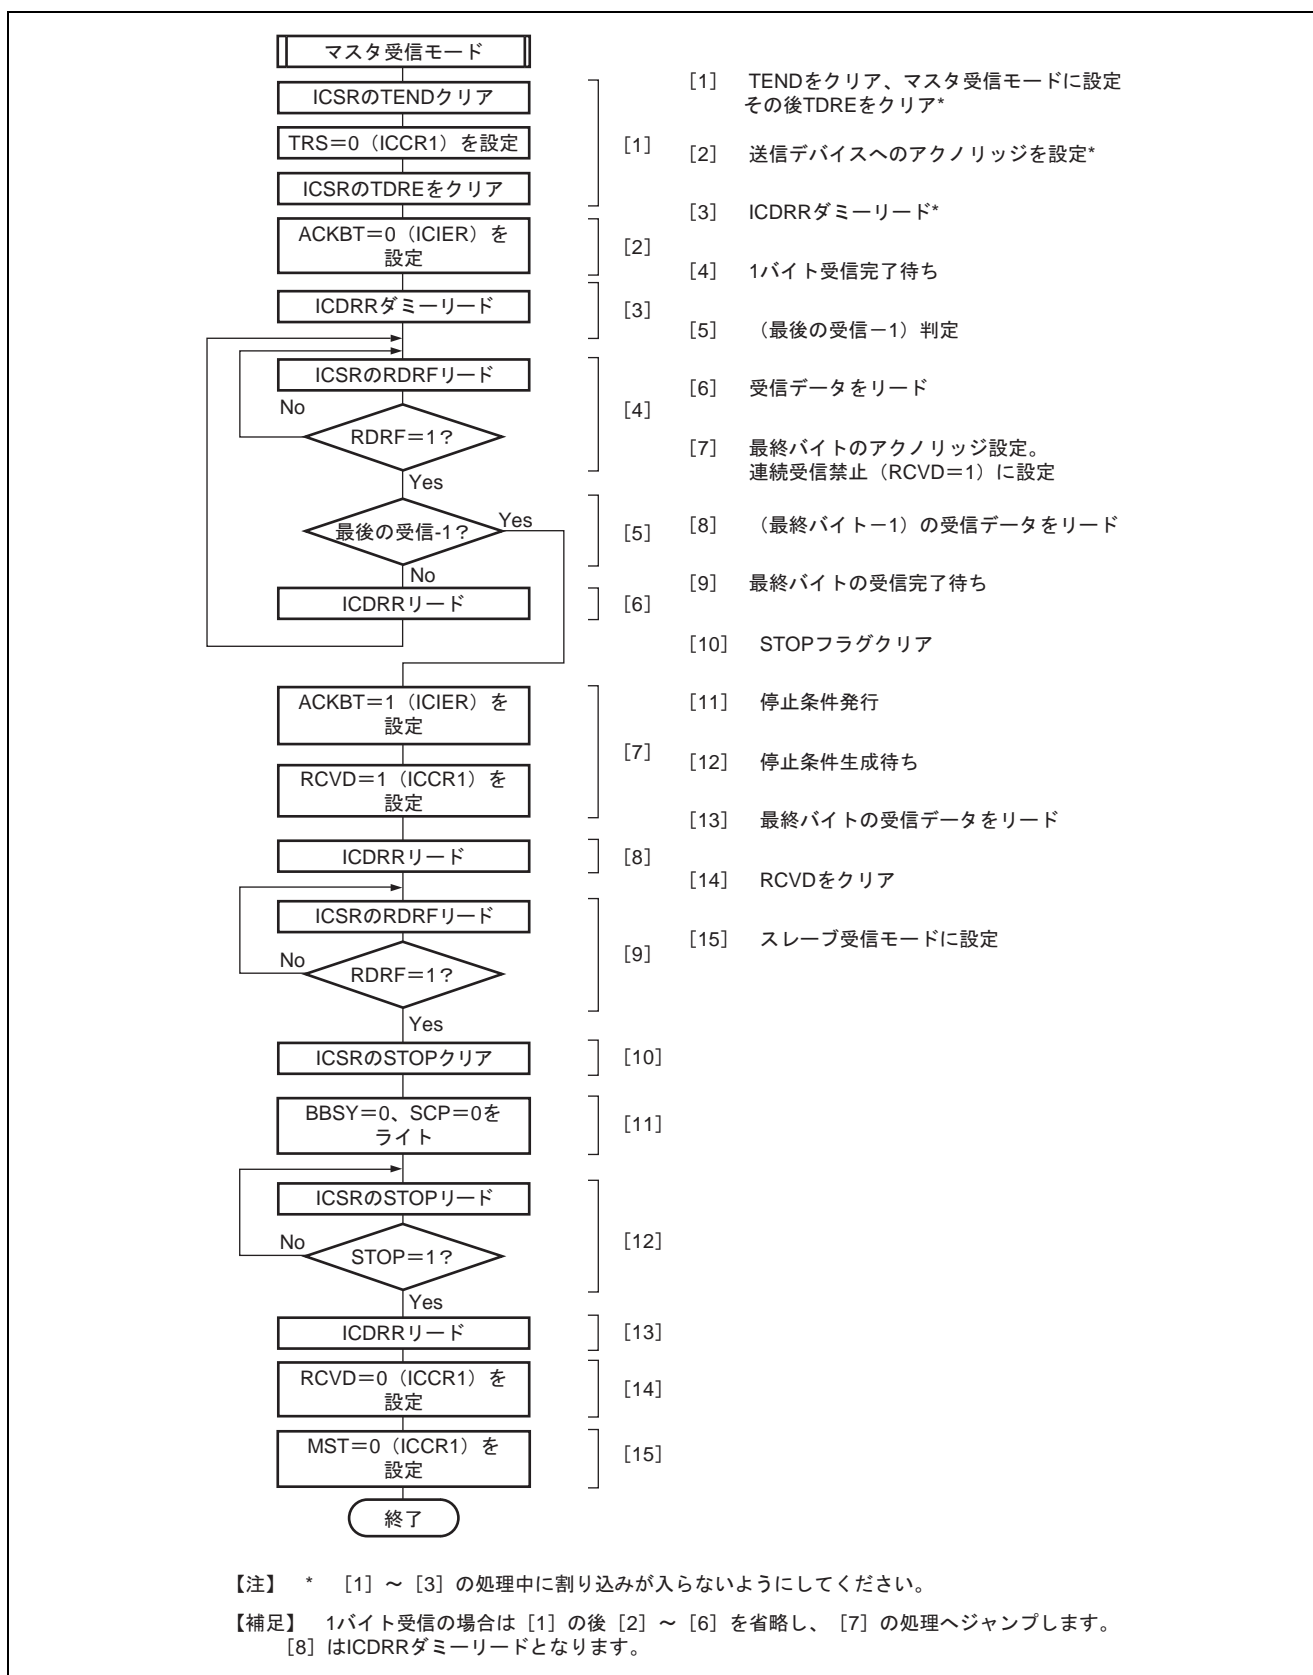 マスタ受信モード
ICSRのTENDクリア
TRS＝0（ICCR1）を設定
ICSRのTDREをクリア
［1］
ACKBT＝0（ICIER）を
設定
［2］
ICDRRダミーリード
［3］
ICSRのRDRFリード
No
RDRF＝1？
［4］
Yes
最後の受信-1？
Yes
［5］
No
ICDRRリード
［6］
ACKBT＝1（ICIER）を
設定
RCVD＝1（ICCR1）を
設定
［7］
ICDRRリード
［8］
ICSRのRDRFリード
No
RDRF＝1？
［9］
Yes
ICSRのSTOPクリア
［10］
BBSY＝0、SCP＝0を
ライト
［11］
ICSRのSTOPリード
No
STOP＝1？
［12］
Yes
ICDRRリード
［13］
RCVD＝0（ICCR1）を
設定
［14］
MST＝0（ICCR1）を
設定
［15］
終了
［1］ TENDをクリア、マスタ受信モードに設定
その後TDREをクリア*
［2］ 送信デバイスへのアクノリッジを設定*
［3］ ICDRRダミーリード*
［4］ 1バイト受信完了待ち
［5］ （最後の受信－1）判定
［6］ 受信データをリード
［7］ 最終バイトのアクノリッジ設定。
連続受信禁止（RCVD＝1）に設定
［8］ （最終バイト－1）の受信データをリード
［9］ 最終バイトの受信完了待ち
［10］ STOPフラグクリア
［11］ 停止条件発行
［12］ 停止条件生成待ち
［13］ 最終バイトの受信データをリード
［14］ RCVDをクリア
［15］ スレーブ受信モードに設定
【注】 * ［1］～［3］の処理中に割り込みが入らないようにしてください。
【補足】 1バイト受信の場合は［1］の後［2］～［6］を省略し、［7］の処理へジャンプします。
［8］はICDRRダミーリードとなります。